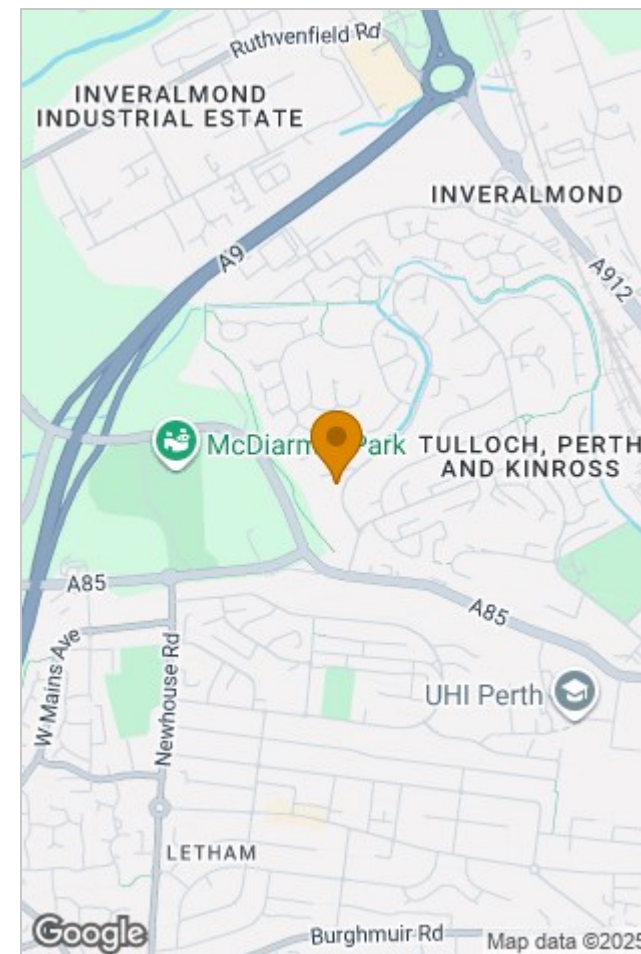 Ruthvenfield Rd
INVERALMOND
INDUSTRIAL ESTATE
INVERALMOND
A9
A912
McDiarm Park
TULLOCH, PERTH
AND KINROSS
A85
A85
W Mains Ave
Newhouse Rd
UHI Perth
LETHAM
Burghmuir Rd
Google
Map data ©2025